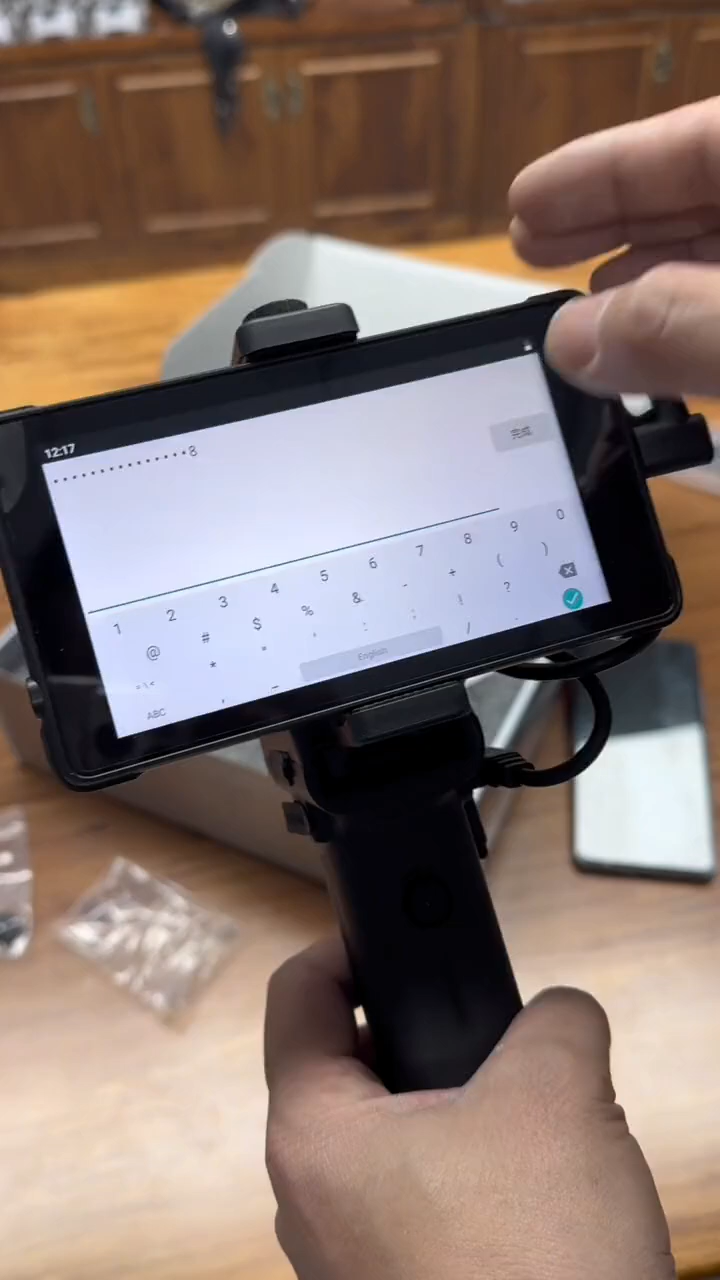 12:17
••••••••••••••8
完成
1 2 3 4 5 6 7 8 9 0
@ # $ % & - + ( )
=\< * " ' : ; ! ?
ABC , _ English / .